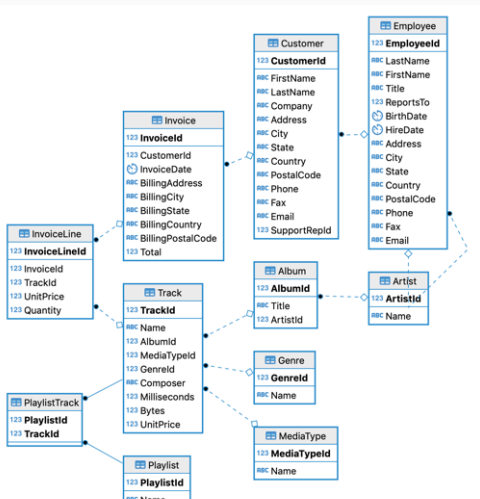 Employee
123 EmployeeId
ABC LastName
ABC FirstName
ABC Title
123 ReportsTo
BirthDate
HireDate
ABC Address
ABC City
ABC State
ABC Country
ABC PostalCode
ABC Phone
ABC Fax
ABC Email
Customer
123 CustomerId
ABC FirstName
ABC LastName
ABC Company
ABC Address
ABC City
ABC State
ABC Country
ABC PostalCode
ABC Phone
ABC Fax
ABC Email
123 SupportRepId
Invoice
123 InvoiceId
123 CustomerId
InvoiceDate
ABC BillingAddress
ABC BillingCity
ABC BillingState
ABC BillingCountry
ABC BillingPostalCode
123 Total
InvoiceLine
123 InvoiceLineId
123 InvoiceId
123 TrackId
123 UnitPrice
123 Quantity
Album
123 AlbumId
ABC Title
123 ArtistId
Artist
123 ArtistId
ABC Name
Track
123 TrackId
ABC Name
123 AlbumId
123 MediaTypeId
123 GenreId
ABC Composer
123 Milliseconds
123 Bytes
123 UnitPrice
Genre
123 GenreId
ABC Name
PlaylistTrack
123 PlaylistId
123 TrackId
MediaType
123 MediaTypeId
ABC Name
Playlist
123 PlaylistId